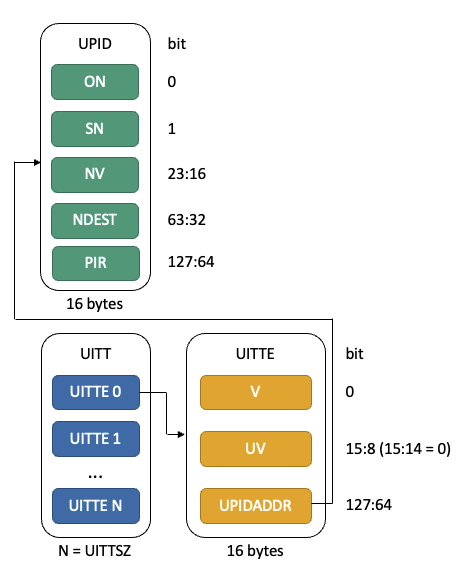 UPID bit
ON 0
SN 1
NV 23:16
NDEST 63:32
PIR 127:64
16 bytes
UITT UITTE bit
UITTE 0 V 0
UITTE 1 UV 15:8 (15:14 = 0)
...
UITTE N UPIDADDR 127:64
N = UITTSZ 16 bytes